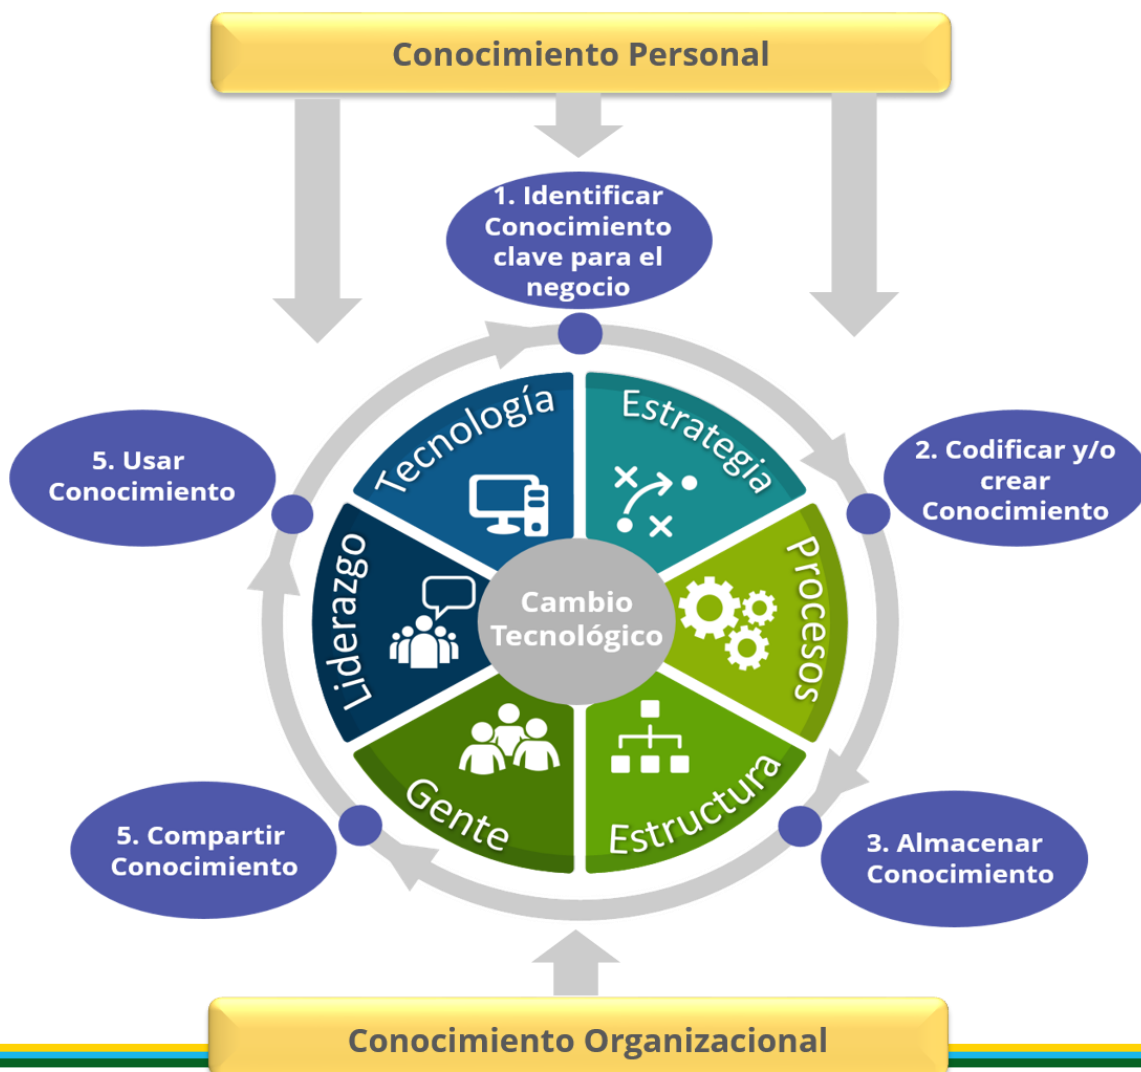 Conocimiento Personal
1. Identificar
Conocimiento
clave para el
negocio
2. Codificar y/o
crear
Conocimiento
3. Almacenar
Conocimiento
5. Compartir
Conocimiento
5. Usar
Conocimiento
Tecnología
Estrategia
Procesos
Estructura
Gente
Liderazgo
Cambio
Tecnológico
Conocimiento Organizacional